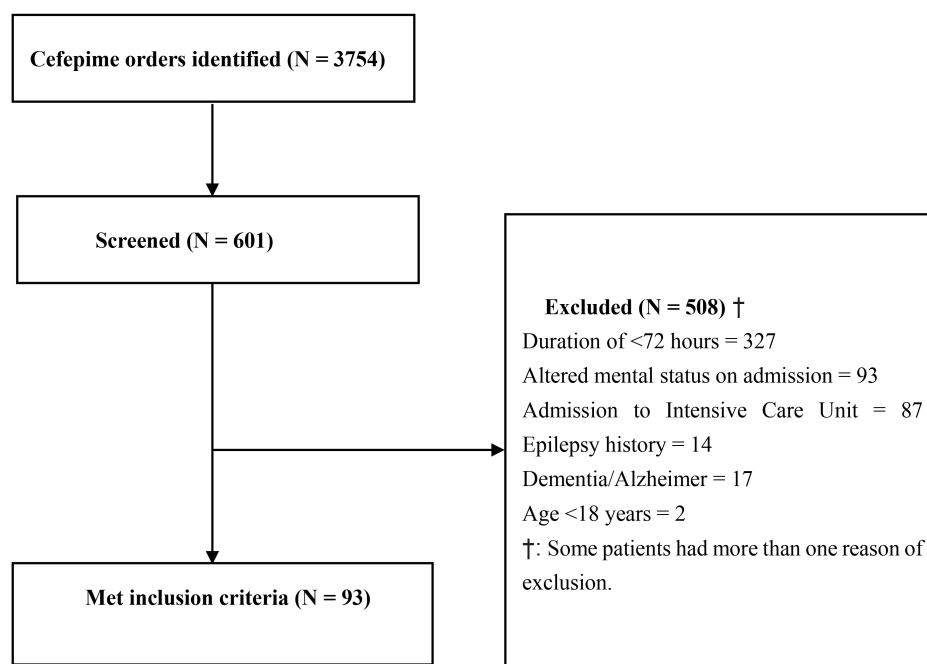 Cefepime orders identified (N = 3754)
Screened (N = 601)
Excluded (N = 508) †
Duration of <72 hours = 327
Altered mental status on admission = 93
Admission to Intensive Care Unit = 87
Epilepsy history = 14
Dementia/Alzheimer = 17
Age <18 years = 2
†: Some patients had more than one reason of
exclusion.
Met inclusion criteria (N = 93)